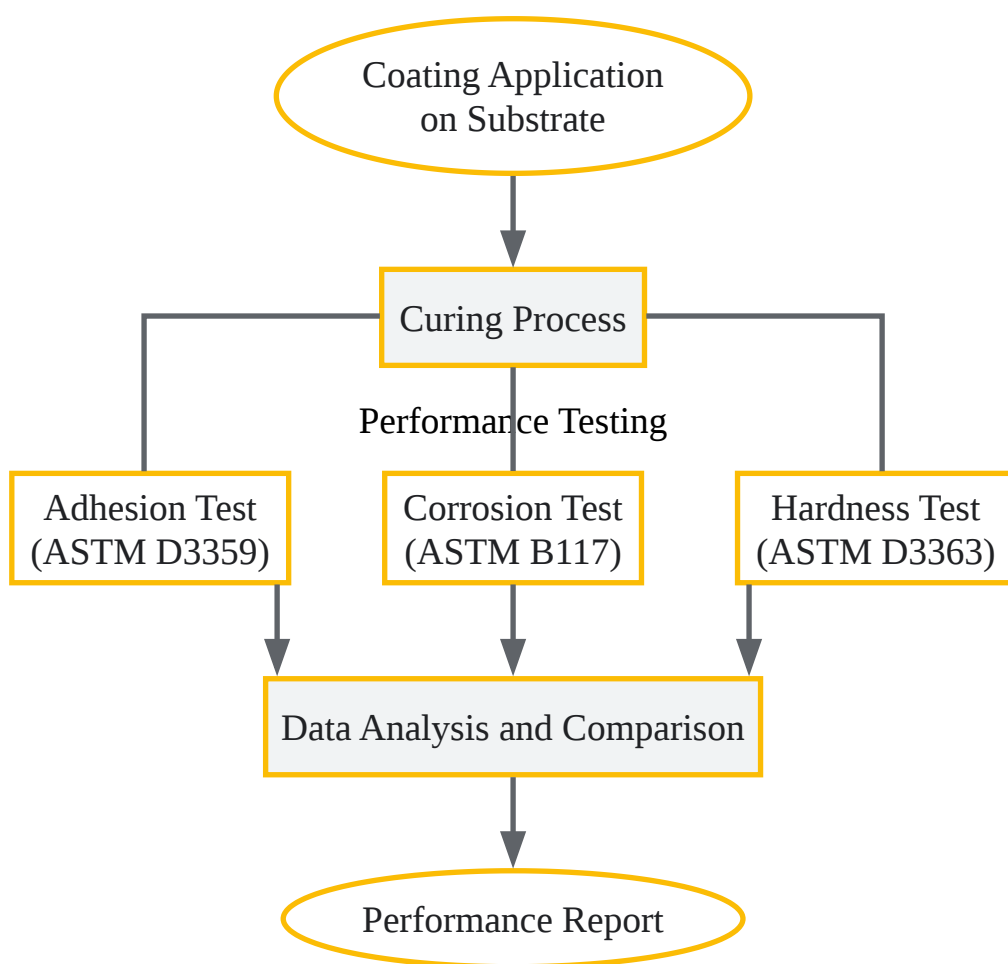 Coating Application
on Substrate
Curing Process
Performance Testing
Adhesion Test
(ASTM D3359)
Corrosion Test
(ASTM B117)
Hardness Test
(ASTM D3363)
Data Analysis and Comparison
Performance Report